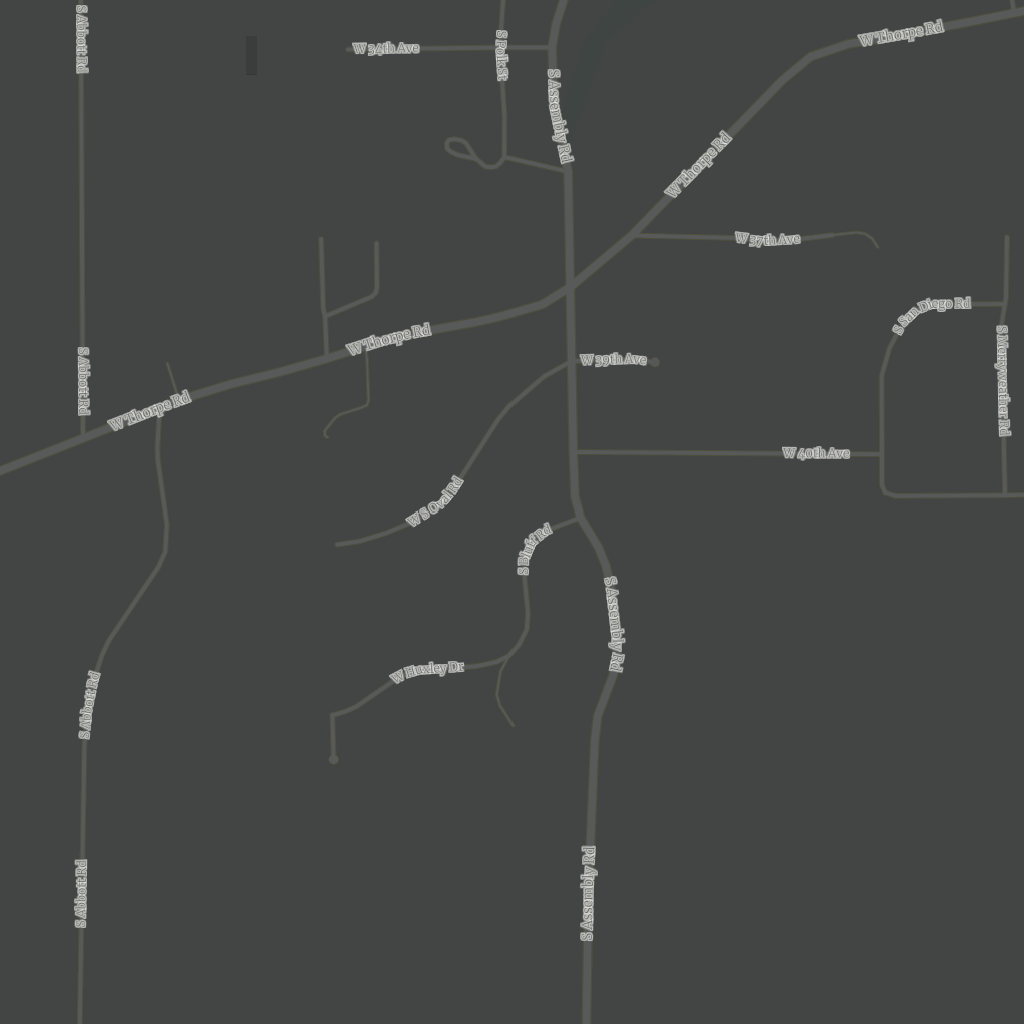 S Abbott Rd
W Thorpe Rd
W 34th Ave
S Polk St
S Assembly Rd
W Thorpe Rd
W 37th Ave
S San Diego Rd
W Thorpe Rd
S Abbott Rd
W 39th Ave
S Merryweather Rd
W Thorpe Rd
W 40th Ave
W S Oval Rd
S Bluff Rd
S Assembly Rd
W Huxley Dr
S Abbott Rd
S Abbott Rd
S Assembly Rd